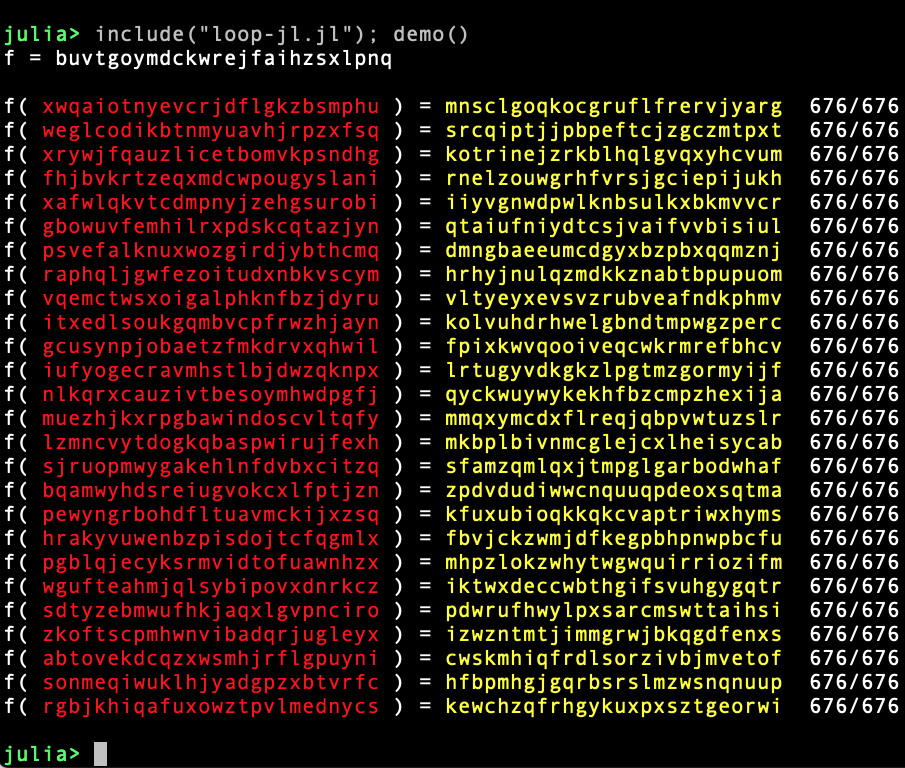 julia> include("loop-jl.jl"); demo()
f = buvtgoymdckwrejfaihzsxlpnq
f( xwqaiotnyevcrjdflgkzbsmphu ) = mnsclgoqkocgruflfrervjyarg 676/676
f( weglcodikbtnmyuavhjrpzxfsq ) = srcqiptjjpbpeftcjzgczmtpxt 676/676
f( xrywjfqauzlicetbomvkpsndhg ) = kotrinejzrkblhqlgvqxyhcvum 676/676
f( fhjbvkrtzeqxmdcwpougyslani ) = rnelzouwgrhfvrsjgciepijukh 676/676
f( xafwlqkvtcdmpnyjzehgsurobi ) = iiyvgnwdpwlknbsulkxbkmvvcr 676/676
f( gbowuvfemhilrxpdskcqtazjyn ) = qtaiufniydtcsjvaifvvbisiul 676/676
f( psvefalknuxwozgirdjybthcmq ) = dmngbaeeumcdgyxbzpbxqqmznj 676/676
f( raphqljgwfezoitudxnbkvscym ) = hrhyjnulqzmdkkznabtbpupuom 676/676
f( vqemctwsxoigalphknfbzjdyru ) = vltyeyxevsvzrubveafndkphmv 676/676
f( itxedlsoukgqmbvcpfrwzhjayn ) = kolvuhdrhwelgbndtmpwgzperc 676/676
f( gcusynpjobaetzfmkdrvxqhwil ) = fpixkwvqooiveqcwkrmrefbhcv 676/676
f( iufyogecravmhstlbjdwzqknpx ) = lrtugyvdkgkzlpgtmzgormyijf 676/676
f( nlkqrxcauzivtbesoymhwdpgfj ) = qyckwuywykekhfbzcmpzhexija 676/676
f( muezhjkxrpgbawindoscvltqfy ) = mmqxymcdxflreqjqbpvwtuzslr 676/676
f( lzmncvytdogkqbaspwirujfexh ) = mkbplbivnmcglejcxlheisycab 676/676
f( sjruopmwygakehlnfdvbxcitzq ) = sfamzqmlqxjtmpglgarbodwhaf 676/676
f( bqamwyhdsreiugvokcxlfptjzn ) = zpdvdudiwwcnquuqpdeoxsqtma 676/676
f( pewyngrbohdfltuavmckijxzsq ) = kfuxubioqkkqkcvaptriwxhyms 676/676
f( hrakyvuwenbzpisdojtcfqgmlx ) = fbvjckzwmjdfkegpbhpnwpbcfu 676/676
f( pgblqjecyksrmvidtofuawnhzx ) = mhpzlokzwhytwgwquirriozifm 676/676
f( wgufteahmjqlsybipovxdnrkcz ) = iktwxdeccwbthgifsvuhgygqtr 676/676
f( sdtyzebmwufhkjaqxlgvpnciro ) = pdwrufhwylpxsarcmswttaihsi 676/676
f( zkoftscpmhwnvibadqrjugleyx ) = izwzntmtjimmgrwjbkqgdfenxs 676/676
f( abtovekdcqzxwsmhjrflgpuyni ) = cwskmhiqfrdlsorzivbjmvetof 676/676
f( sonmeqiwuklhjyadgpzxbtvrfc ) = hfbpmhgjgqrbsrslmzwsnqnuup 676/676
f( rgbjkhiqafuxowztpvlmednycs ) = kewchzqfrhgykuxpxsztgeorwi 676/676
julia>